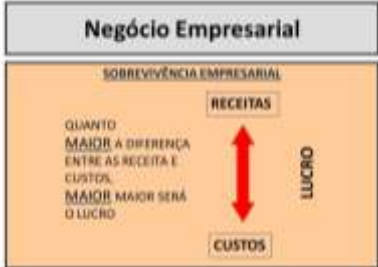 Negócio Empresarial
SOBREVIVÊNCIA EMPRESARIAL
RECEITAS
QUANTO
MAIOR A DIFERENÇA
ENTRE AS RECEITA E
CUSTOS,
MAIOR MAIOR SERÁ
O LUCRO
LUCRO
CUSTOS